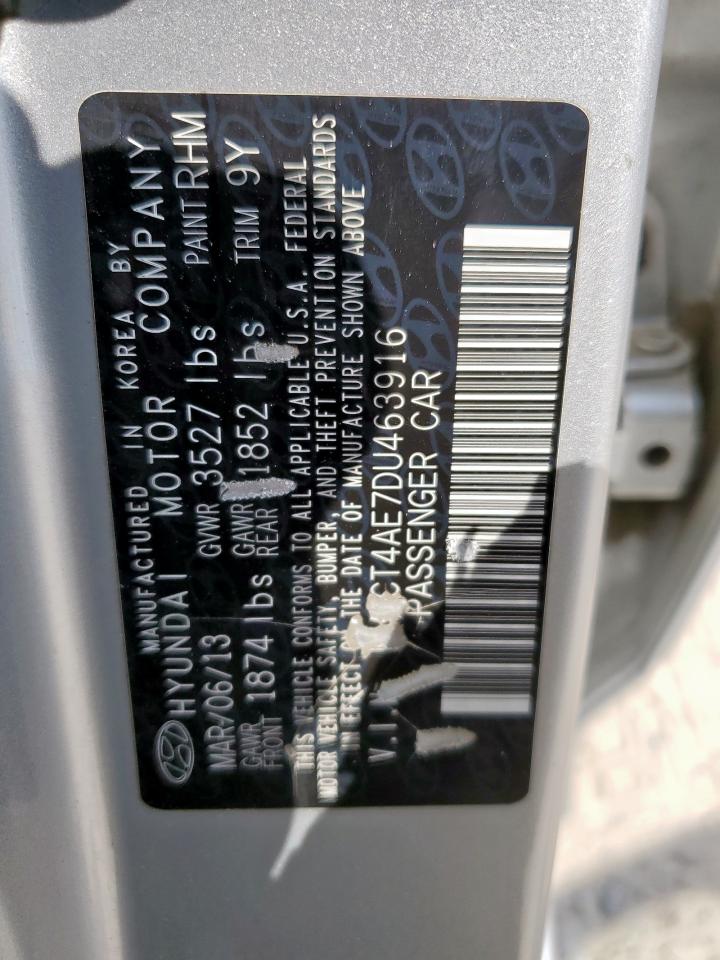 MANUFACTURED IN KOREA BY
HYUNDAI MOTOR COMPANY
MAR/06/13 GVWR 3527 lbs PAINT RHM
GAWR FRONT 1874 lbs GAWR REAR 1852 lbs TRIM 9Y
THIS VEHICLE CONFORMS TO ALL APPLICABLE U.S.A. FEDERAL
MOTOR VEHICLE SAFETY, BUMPER, AND THEFT PREVENTION STANDARDS
IN EFFECT ON THE DATE OF MANUFACTURE SHOWN ABOVE
V.I CT4AE7DU463916
PASSENGER CAR